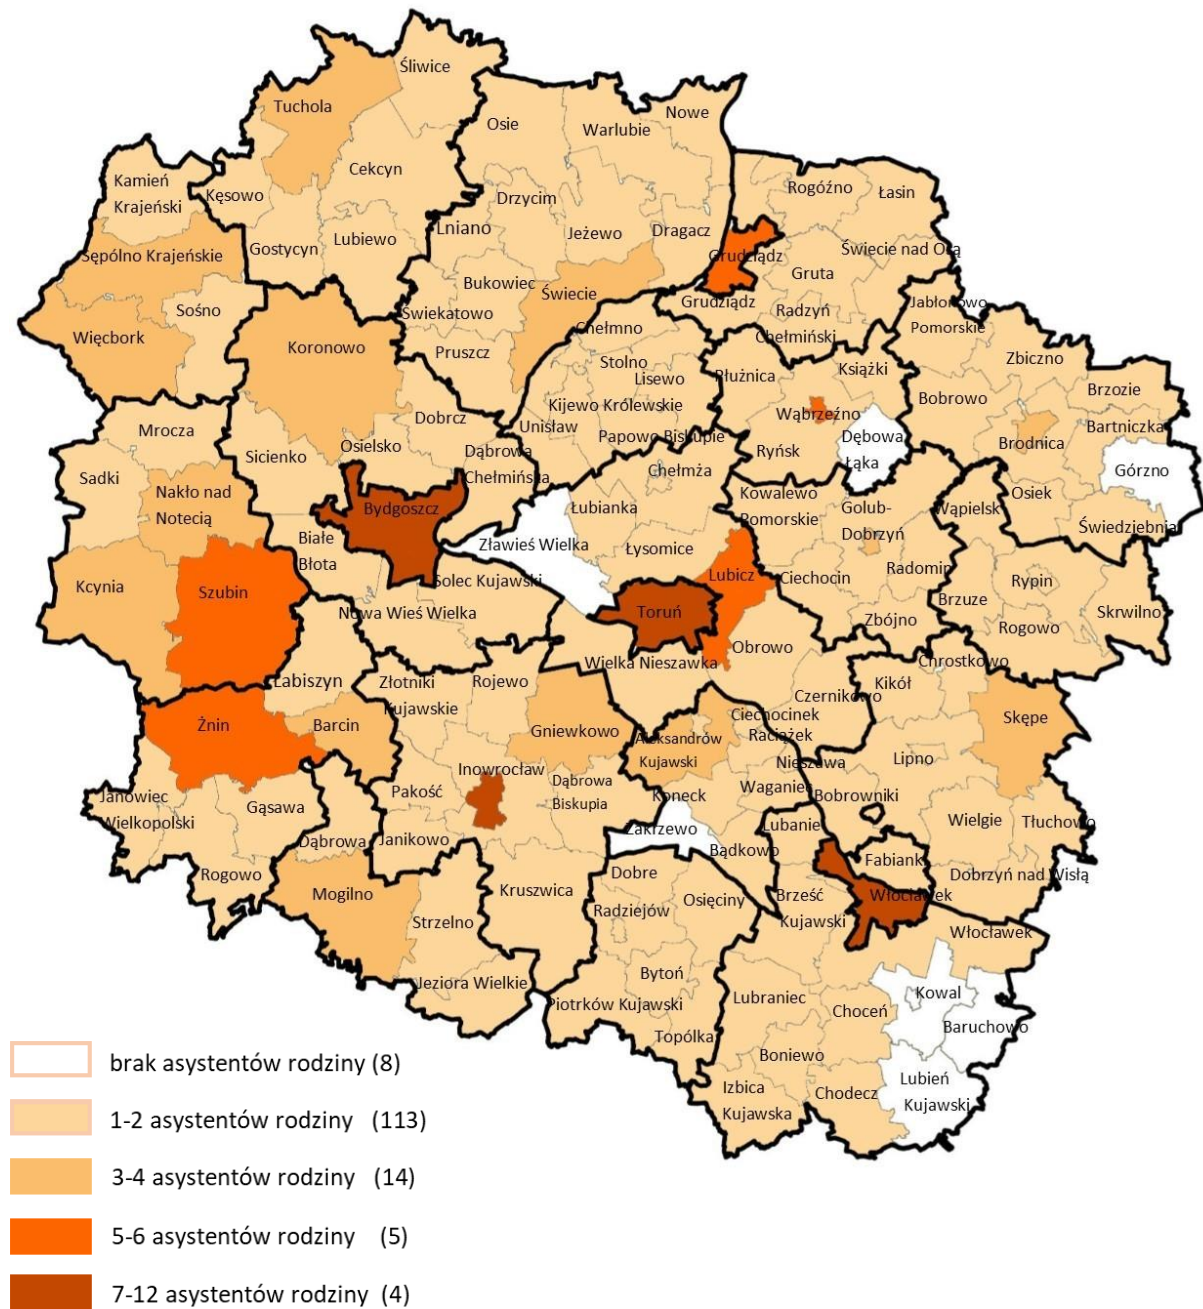 Śliwice
Tuchola
Nowe
Osie
Warlubie
Cekcyn
Kamień
Krajeński
Kęsowo
Rogóźno
Łasin
Drzycim
Lniano
Jeżewo
Dragacz
Gostycyn
Lubiewo
Sępólno Krajeńskie
Świecie nad Osą
Grudziądz
Gruta
Bukowiec
Świecie
Sośno
Świekatowo
Grudziądz
Radzyń
Chełmiński
Jabłonowo
Pomorskie
Więcbork
Koronowo
Pruszcz
Chełmno
Stolno
Lisewo
Zbiczno
Płużnica
Książki
Brzozie
Bobrowo
Kijewo Królewskie
Dobrcz
Unisław
Papowo Biskupie
Wąbrzeźno
Bartniczka
Mrocza
Osielsko
Sicienko
Dąbrowa
Chełmińska
Dębowa
Łąka
Ryńsk
Brodnica
Górzno
Sadki
Chełmża
Nakło nad
Notecią
Bydgoszcz
Łubianka
Kowalewo
Pomorskie
Golub-
Dobrzyń
Wąpielsk
Osiek
Świedziebnia
Białe
Błota
Zławieś Wielka
Łysomice
Kcynia
Szubin
Solec Kujawski
Lubicz
Ciechocin
Radomin
Rypin
Brzuze
Skrwilno
Nowa Wieś Wielka
Toruń
Zbójno
Rogowo
Obrowo
Wielka Nieszawka
Łabiszyn
Złotniki
Kujawskie
Rojewo
Czernikowo
Chrostkowo
Kikół
Żnin
Barcin
Gniewkowo
Aleksandrów
Kujawski
Ciechocinek
Raciążek
Skępe
Nieszawa
Lipno
Inowrocław
Dąbrowa
Biskupia
Pakość
Koneck
Waganiec
Bobrowniki
Janowiec
Wielkopolski
Gąsawa
Zakrzewo
Lubanie
Wielgie
Tłuchowo
Dąbrowa
Janikowo
Bądkowo
Fabiank
Rogowo
Mogilno
Kruszwica
Dobre
Osięciny
Brześć
Kujawski
Włocławek
Dobrzyń nad Wisłą
Strzelno
Radziejów
Włocławek
Jeziora Wielkie
Bytoń
Lubraniec
Choceń
Kowal
Piotrków Kujawski
Baruchowo
Topólka
Boniewo
Izbica
Kujawska
Chodecz
Lubień
Kujawski
brak asystentów rodziny (8)
1-2 asystentów rodziny (113)
3-4 asystentów rodziny (14)
5-6 asystentów rodziny (5)
7-12 asystentów rodziny (4)